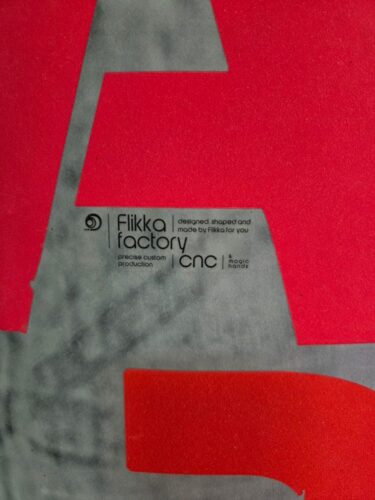 Flikka
factory
designed, shaped and
made by Flikka for you
precise custom
production
cnc
&
magic
hands